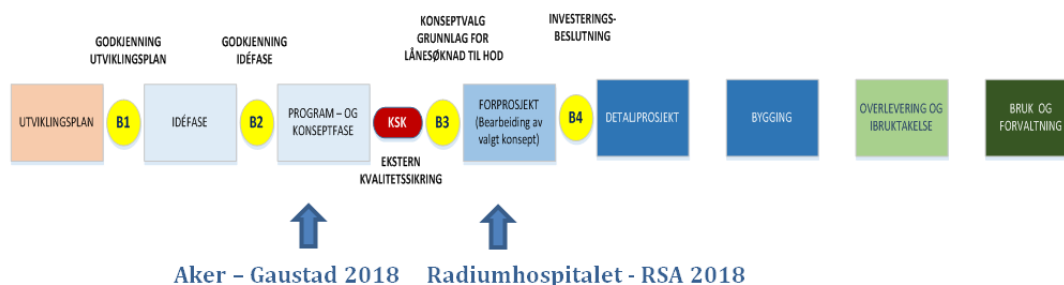 GODKJENNING
UTVIKLINGSPLAN
GODKJENNING
IDÉFASE
KONSEPTVALG
GRUNNLAG FOR
LÅNESØKNAD TIL HOD
INVESTERINGS-
BESLUTNING
UTVIKLINGSPLAN
B1
IDÉFASE
B2
PROGRAM – OG
KONSEPTFASE
KSK
B3
FORPROSJEKT
(Bearbeiding av
valgt konsept)
B4
DETALJPROSJEKT
BYGGING
OVERLEVERING OG
IBRUKTAKELSE
BRUK OG
FORVALTNING
EKSTERN
KVALITETSSIKRING
Aker – Gaustad 2018
Radiumhospitalet - RSA 2018